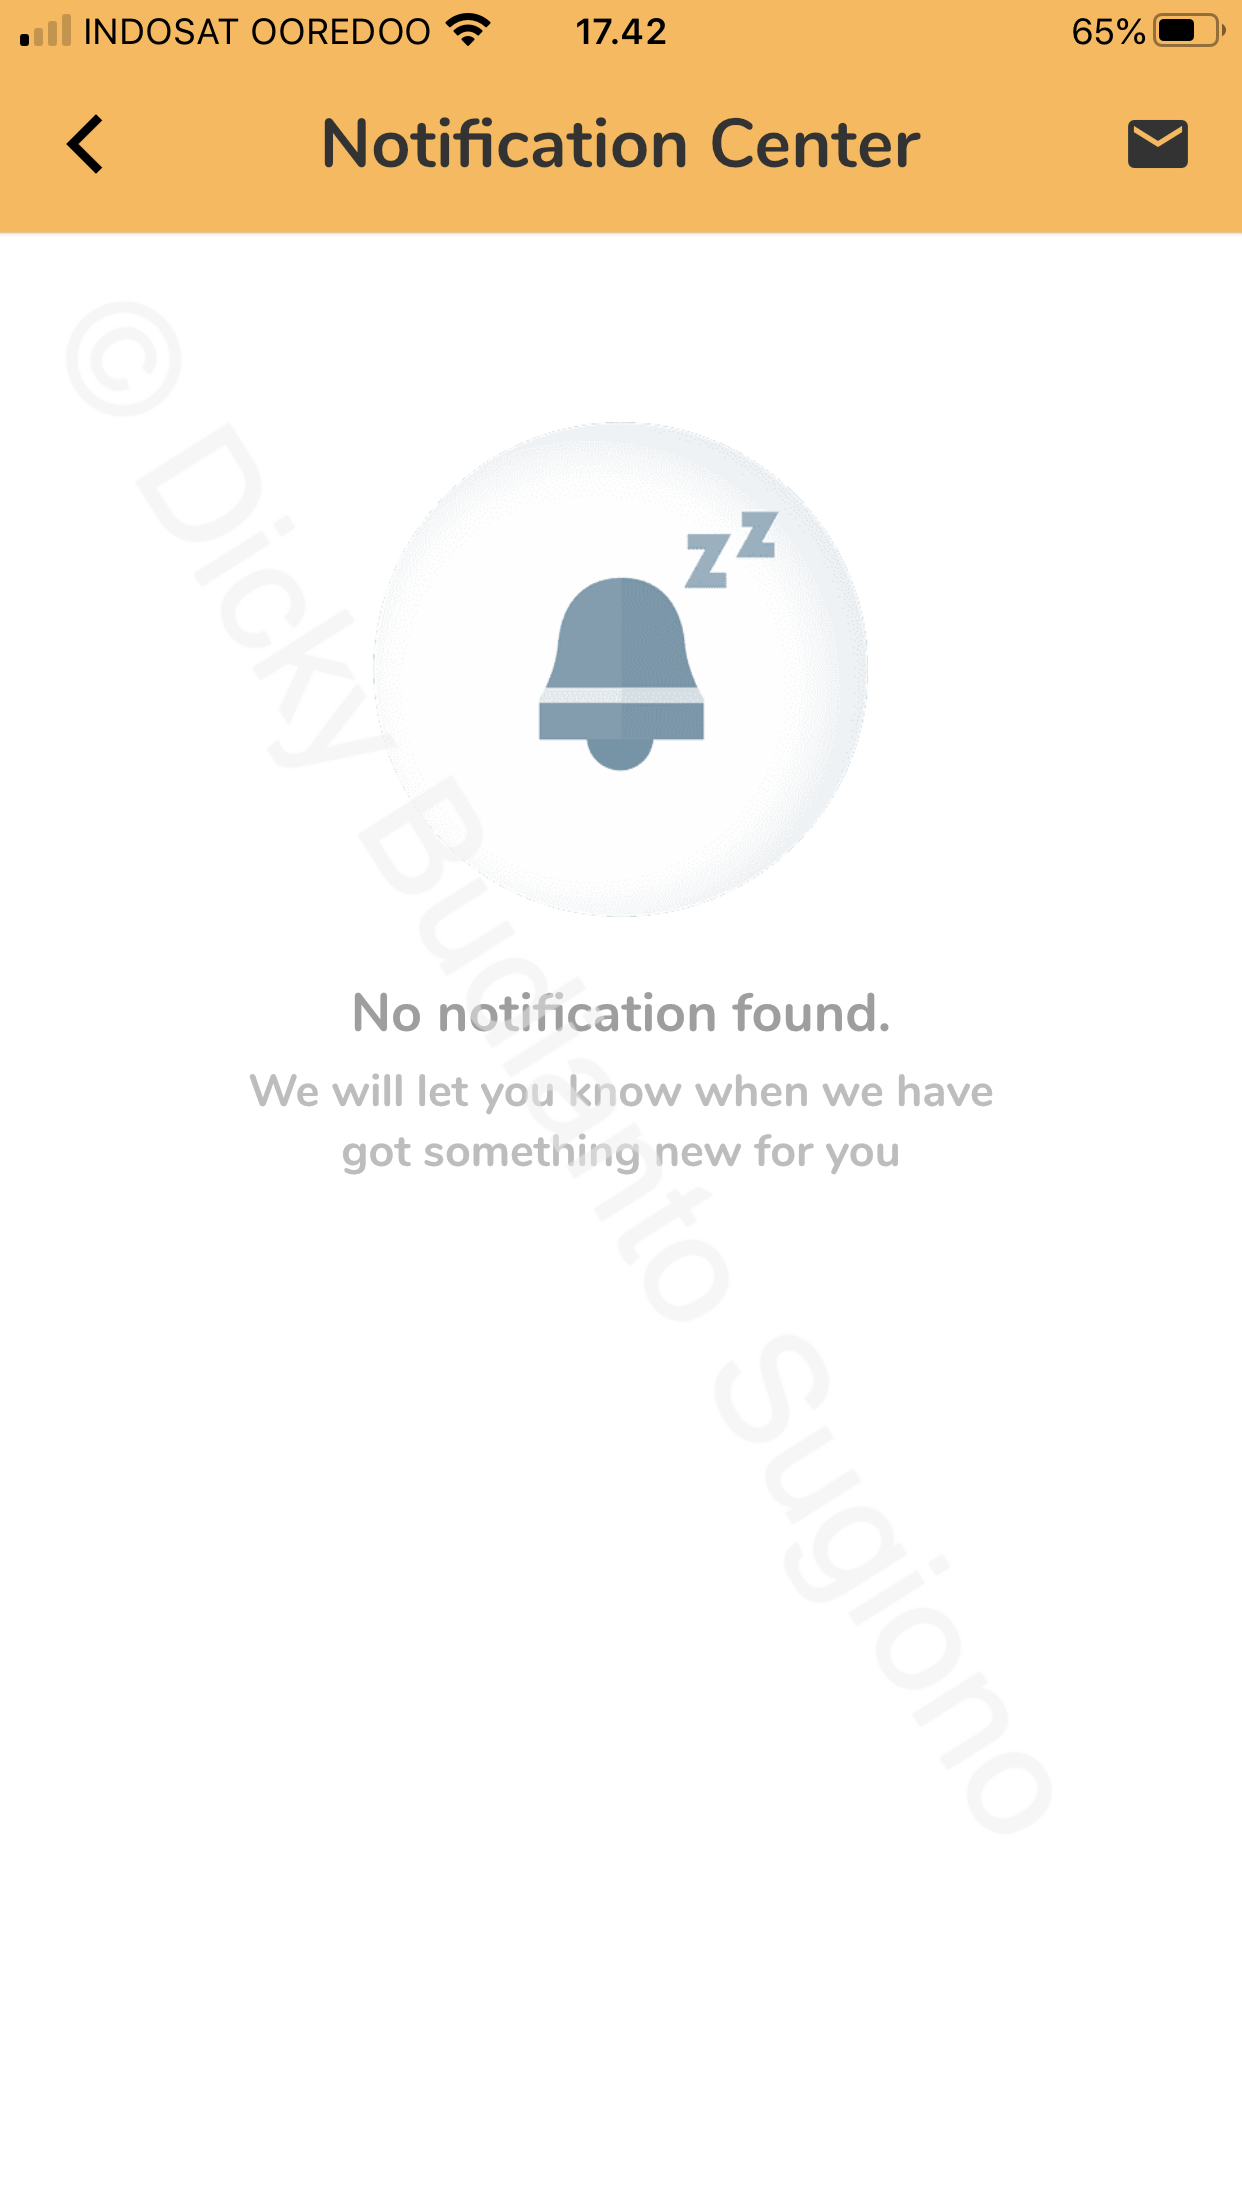 INDOSAT OOREDOO 17.42 65%
Notification Center
© Dicky Budianto Sugiono
zz
No notification found.
We will let you know when we have
got something new for you